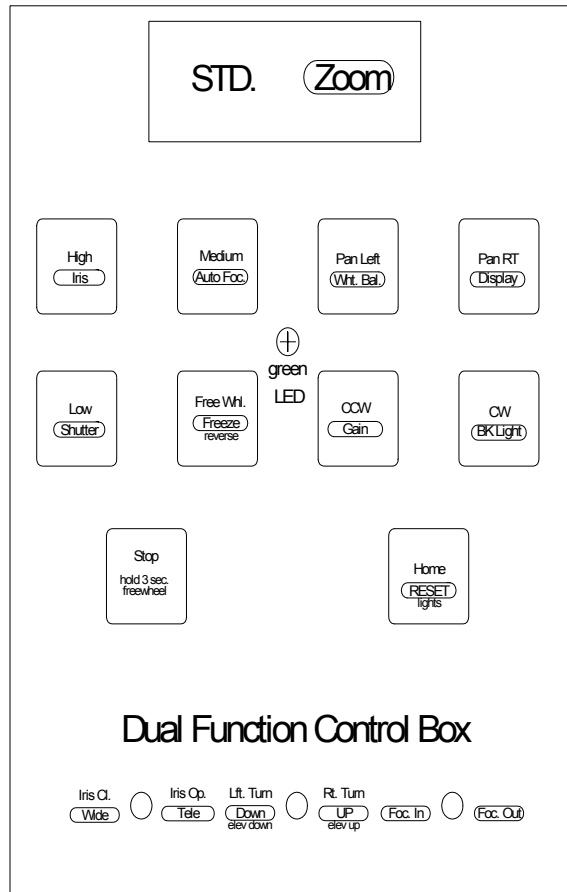 STD. Zoom
High
Iris
Medium
Auto Foc.
Pan Left
Wht. Bal.
Pan RT
Display
green
LED
Low
Shutter
Free Whl.
Freeze
reverse
CCW
Gain
CW
BK Light
Stop
hold 3 sec.
freewheel
Home
RESET
lights
Dual Function Control Box
Iris Cl.
Wide
Iris Op.
Tele
Lft. Turn
Down
elev down
Rt. Turn
UP
elev up
Foc. In
Foc. Out